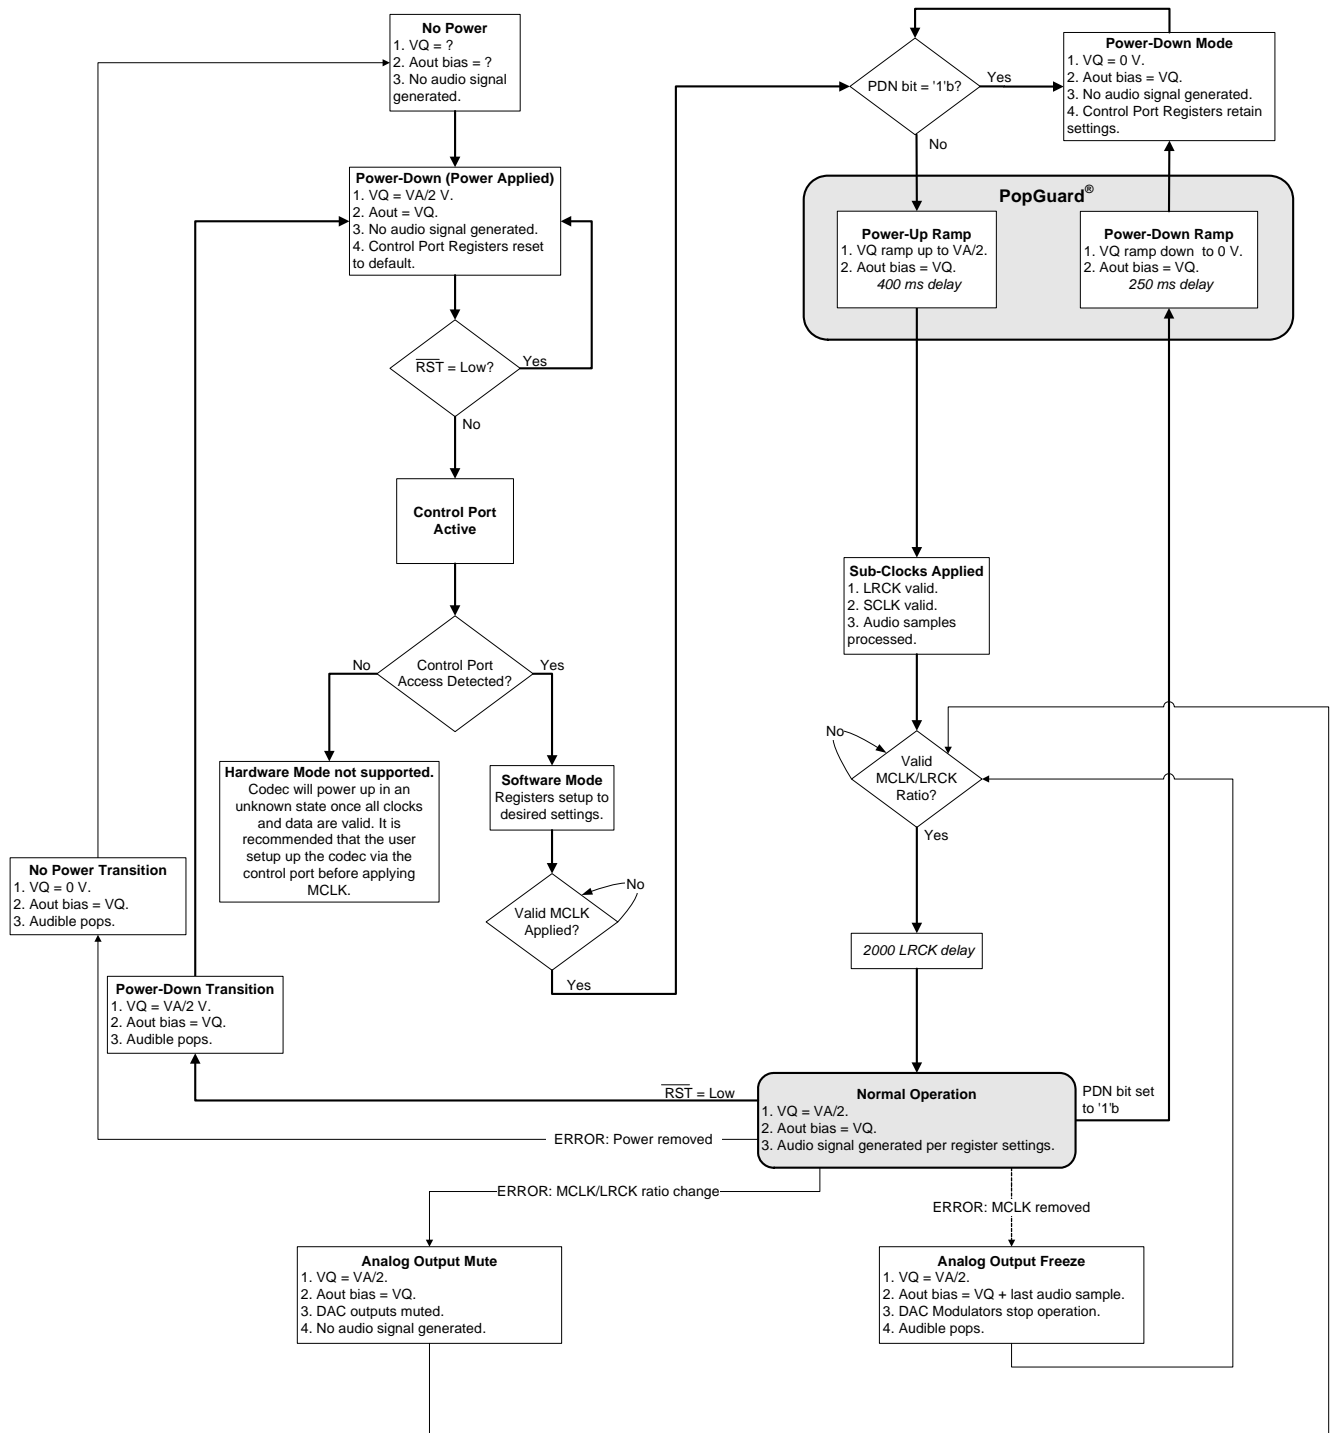 No Power
1. VQ = ?
2. Aout bias = ?
3. No audio signal
generated.
Power-Down (Power Applied)
1. VQ = VA/2 V.
2. Aout = VQ.
3. No audio signal generated.
4. Control Port Registers reset
to default.
RST = Low?
Yes
No
Control Port
Active
Control Port
Access Detected?
No
Yes
Hardware Mode not supported.
Codec will power up in an
unknown state once all clocks
and data are valid. It is
recommended that the user
setup up the codec via the
control port before applying
MCLK.
Software Mode
Registers setup to
desired settings.
Valid MCLK
Applied?
No
Yes
No Power Transition
1. VQ = 0 V.
2. Aout bias = VQ.
3. Audible pops.
Power-Down Transition
1. VQ = VA/2 V.
2. Aout bias = VQ.
3. Audible pops.
PDN bit = '1'b?
Yes
No
Power-Down Mode
1. VQ = 0 V.
2. Aout bias = VQ.
3. No audio signal generated.
4. Control Port Registers retain
settings.
PopGuard®
Power-Up Ramp
1. VQ ramp up to VA/2.
2. Aout bias = VQ.
400 ms delay
Power-Down Ramp
1. VQ ramp down to 0 V.
2. Aout bias = VQ.
250 ms delay
Sub-Clocks Applied
1. LRCK valid.
2. SCLK valid.
3. Audio samples
processed.
No
Valid
MCLK/LRCK
Ratio?
Yes
2000 LRCK delay
Normal Operation
1. VQ = VA/2.
2. Aout bias = VQ.
3. Audio signal generated per register settings.
RST = Low
PDN bit set
to '1'b
ERROR: Power removed
ERROR: MCLK/LRCK ratio change
ERROR: MCLK removed
Analog Output Mute
1. VQ = VA/2.
2. Aout bias = VQ.
3. DAC outputs muted.
4. No audio signal generated.
Analog Output Freeze
1. VQ = VA/2.
2. Aout bias = VQ + last audio sample.
3. DAC Modulators stop operation.
4. Audible pops.